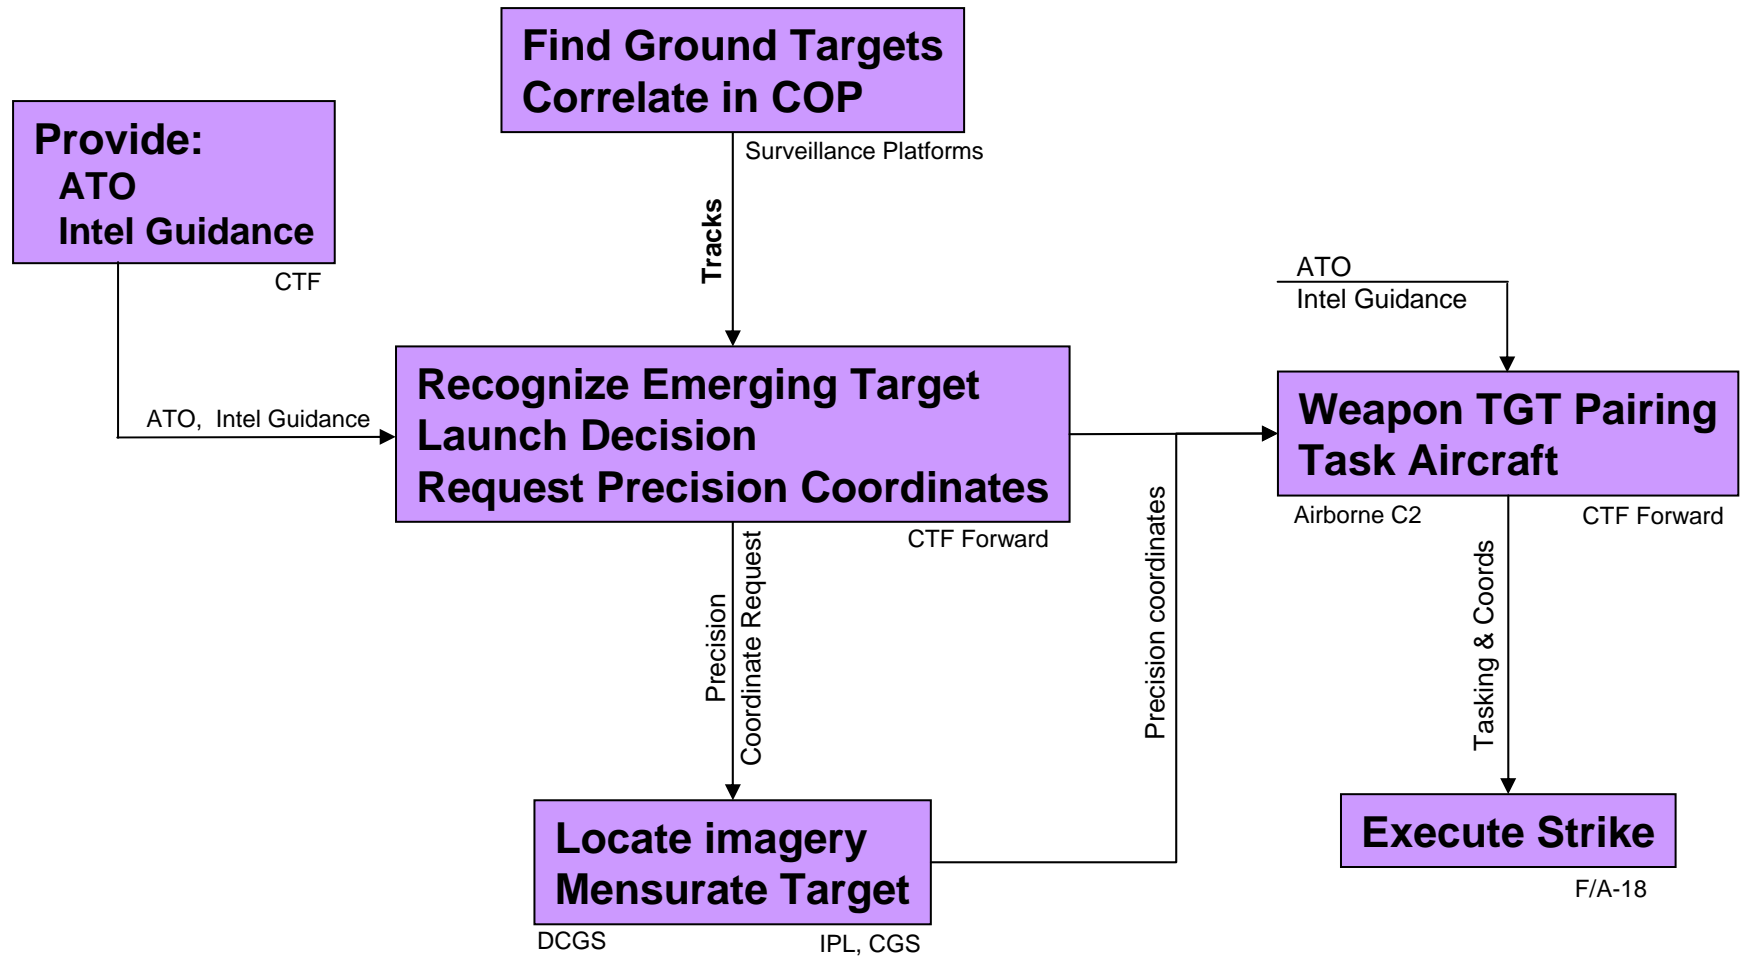 Find Ground Targets
Correlate in COP
Surveillance Platforms
Provide:
ATO
Intel Guidance
CTF
Tracks
ATO
Intel Guidance
ATO, Intel Guidance
Recognize Emerging Target
Launch Decision
Request Precision Coordinates
CTF Forward
Weapon TGT Pairing
Task Aircraft
Airborne C2
CTF Forward
Precision
Coordinate Request
Precision coordinates
Tasking & Coords
Locate imagery
Mensurate Target
DCGS
IPL, CGS
Execute Strike
F/A-18